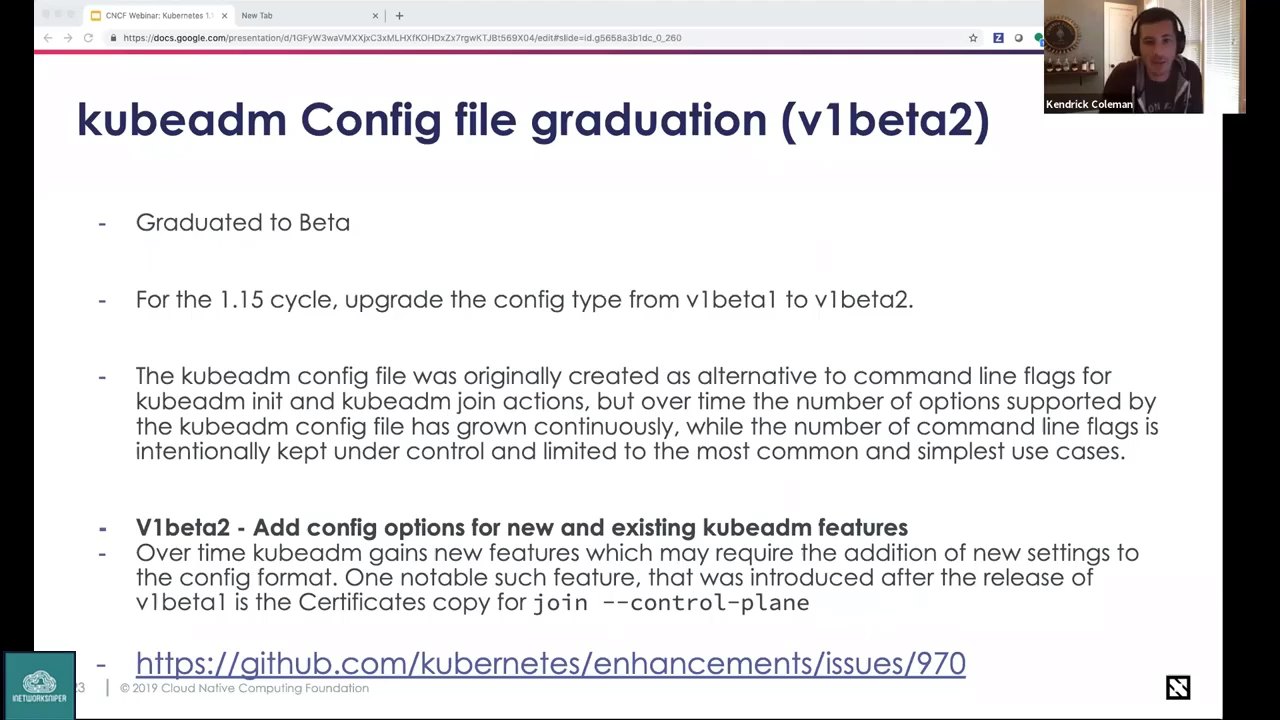 CNCF Webinar: Kubernetes 1.1
New Tab
https://docs.google.com/presentation/d/1GFyW3waVMXXjxC3xMLHXfKOHDxZx7rgwKTJBt569X04/edit#slide=id.g5658a3b1dc_0_260
Kendrick Coleman
kubeadm Config file graduation (v1beta2)
- Graduated to Beta
- For the 1.15 cycle, upgrade the config type from v1beta1 to v1beta2.
- The kubeadm config file was originally created as alternative to command line flags for
kubeadm init and kubeadm join actions, but over time the number of options supported by
the kubeadm config file has grown continuously, while the number of command line flags is
intentionally kept under control and limited to the most common and simplest use cases.
- V1beta2 - Add config options for new and existing kubeadm features
- Over time kubeadm gains new features which may require the addition of new settings to
the config format. One notable such feature, that was introduced after the release of
v1beta1 is the Certificates copy for join --control-plane
- https://github.com/kubernetes/enhancements/issues/970
23 | © 2019 Cloud Native Computing Foundation
INETWORKSNIPER